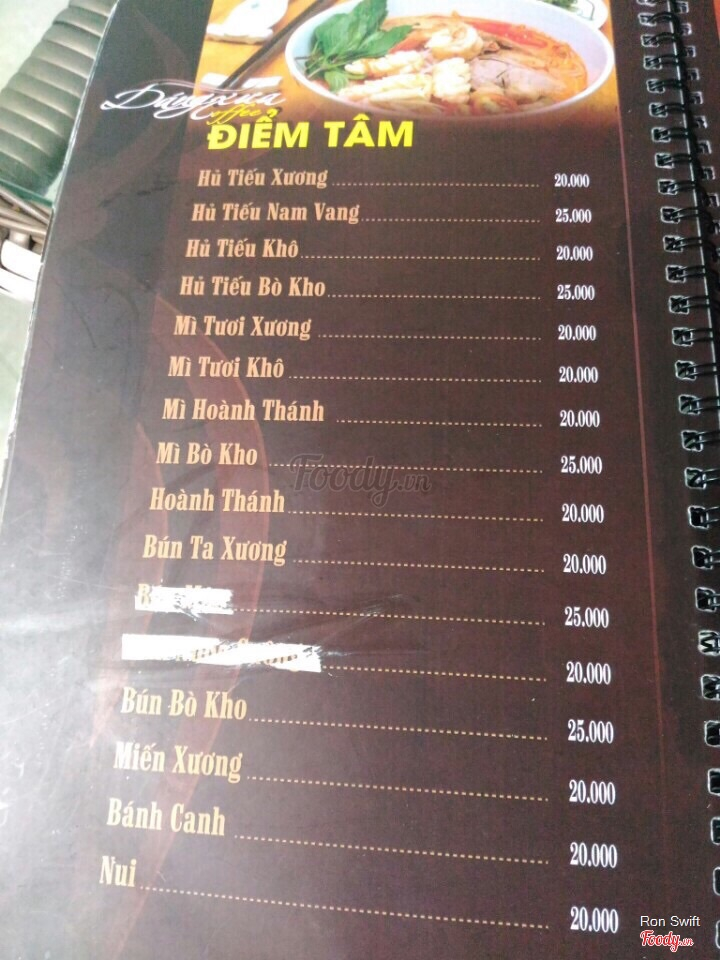 Coffee
ĐIỂM TÂM
Hủ Tiếu Xương 20.000
Hủ Tiếu Nam Vang 25.000
Hủ Tiếu Khô 20.000
Hủ Tiếu Bò Kho 25.000
Mì Tươi Xương 20.000
Mì Tươi Khô 20.000
Mì Hoành Thánh 20.000
Mì Bò Kho 25.000
Hoành Thánh 20.000
Bún Ta Xương 20.000
25.000
20.000
Bún Bò Kho 25.000
Miến Xương 20.000
Bánh Canh 20.000
Nui 20.000
Foody.vn
Ron Swift
Foody.vn